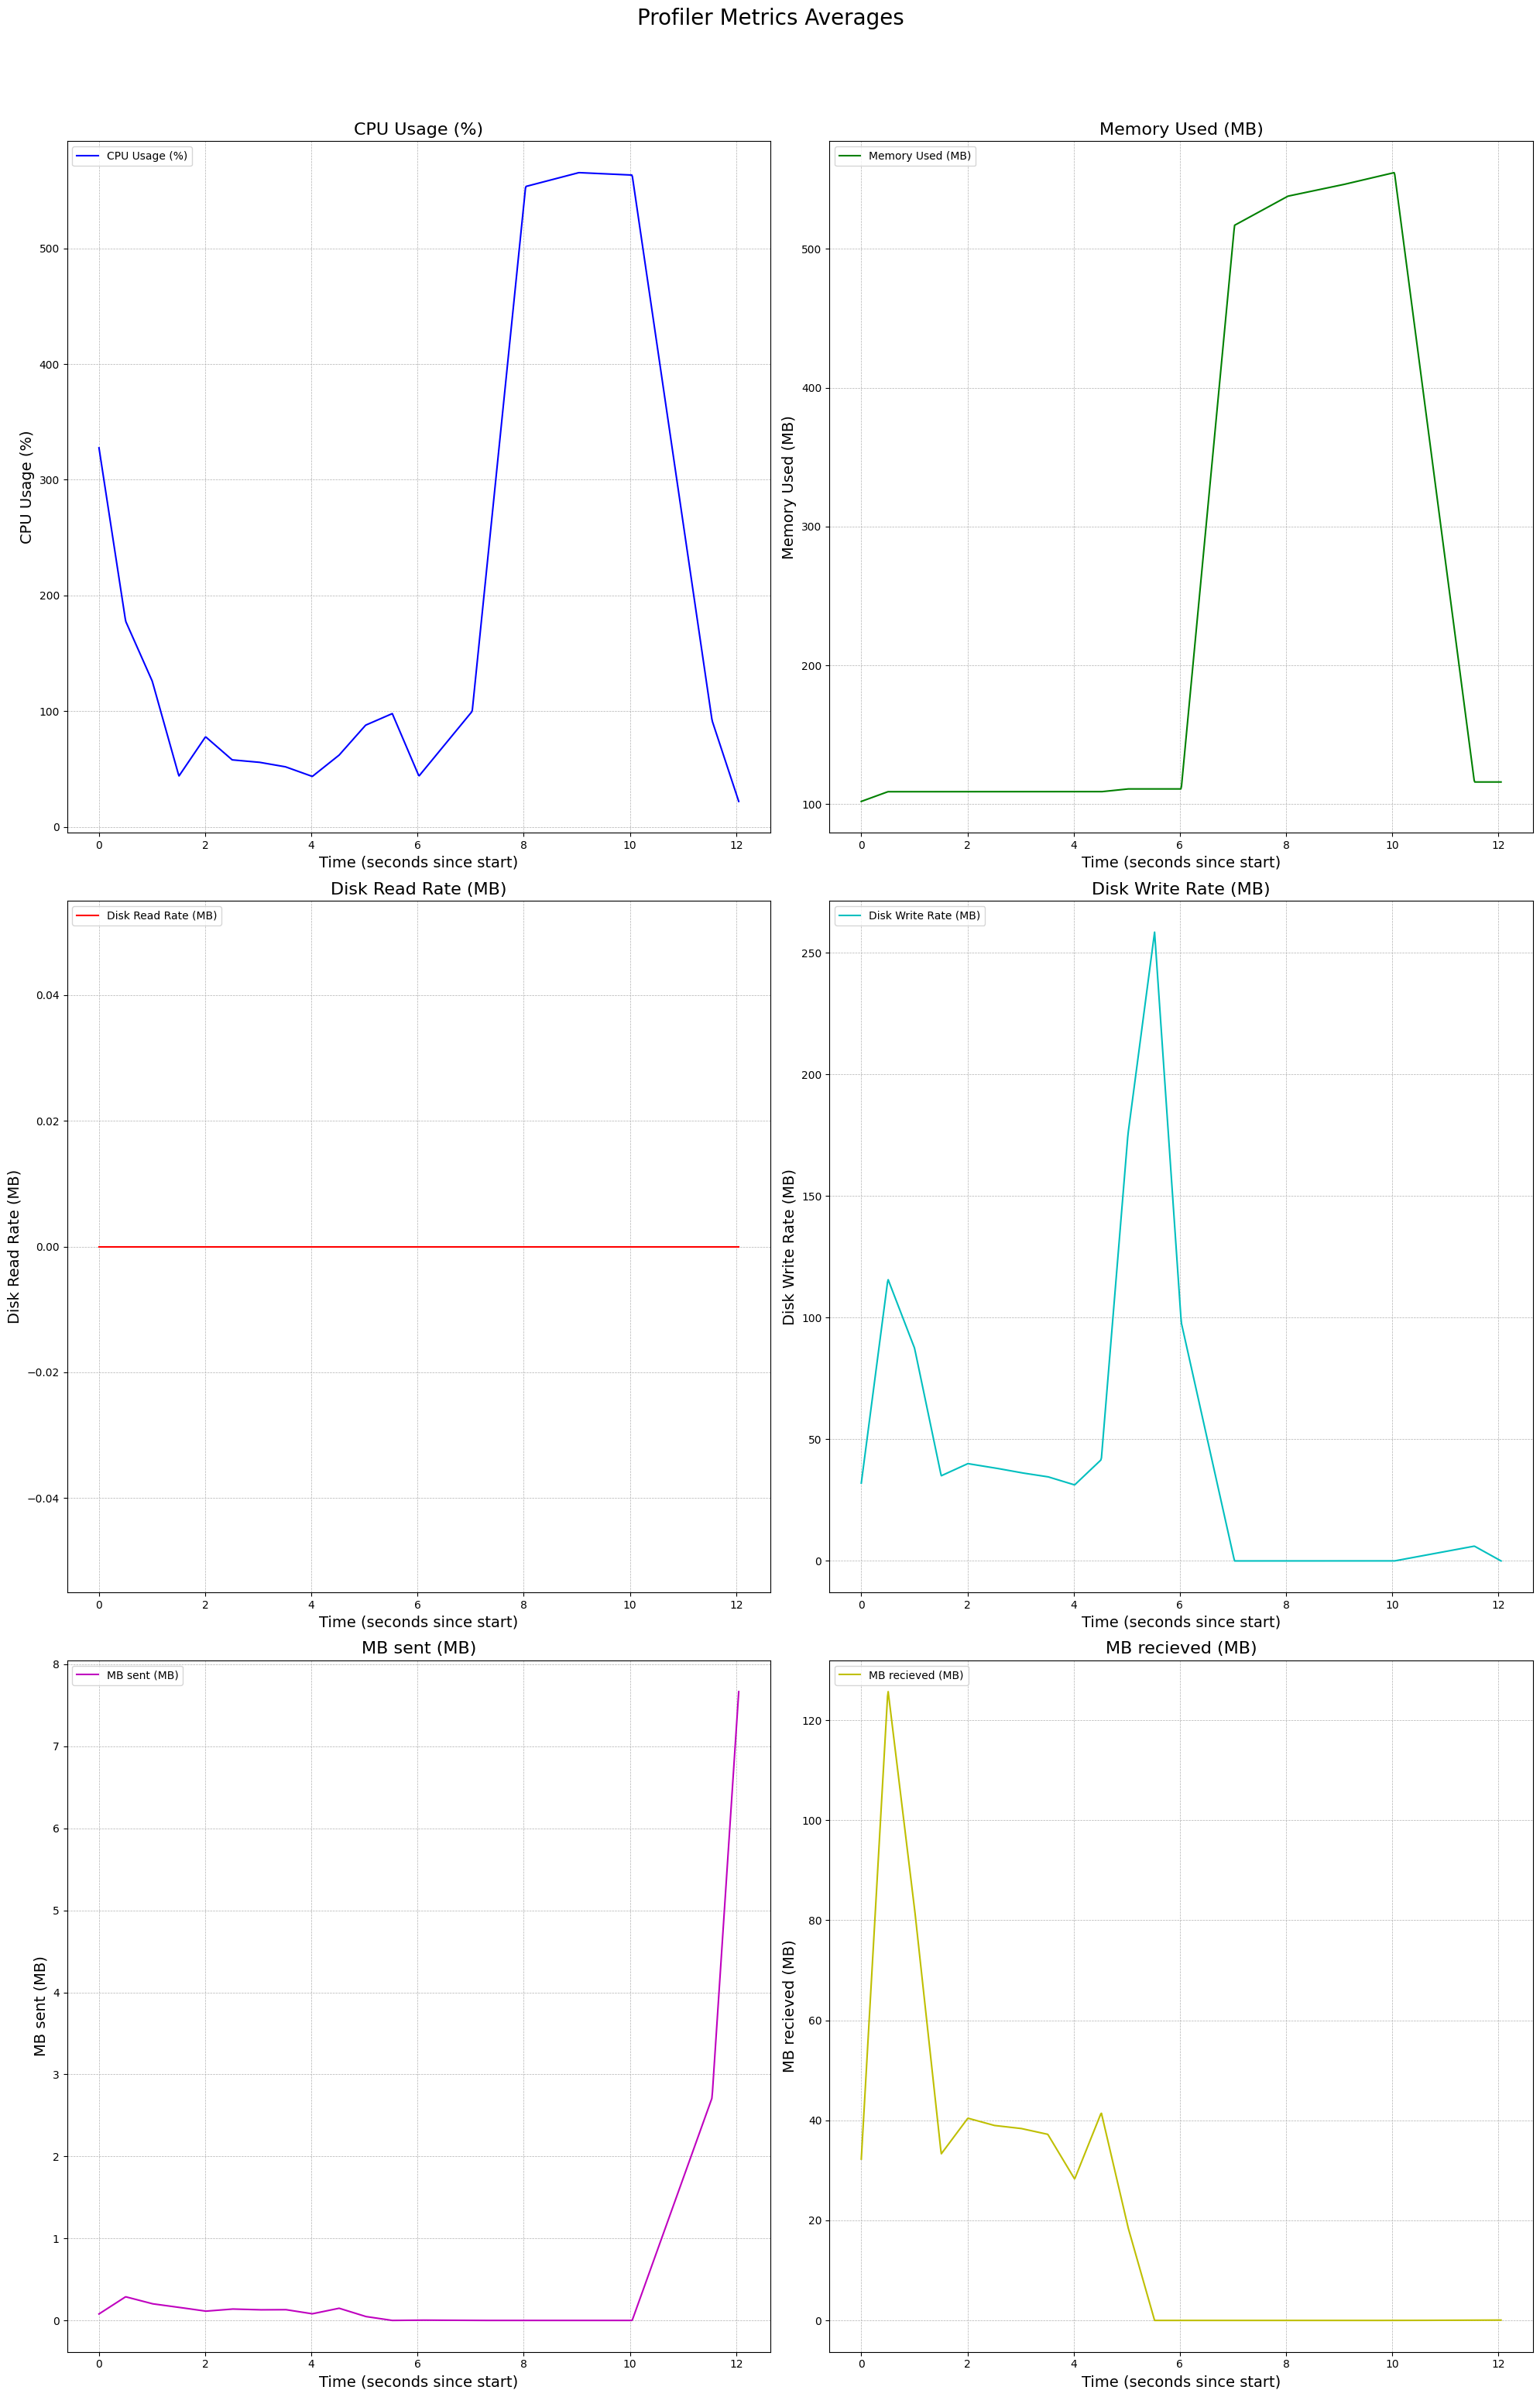 Profiler Metrics Averages
CPU Usage (%)
CPU Usage (%)
CPU Usage (%)
500
400
300
200
100
0
0 2 4 6 8 10 12
Time (seconds since start)
Memory Used (MB)
Memory Used (MB)
Memory Used (MB)
500
400
300
200
100
0 2 4 6 8 10 12
Time (seconds since start)
Disk Read Rate (MB)
Disk Read Rate (MB)
Disk Read Rate (MB)
0.04
0.02
0.00
−0.02
−0.04
0 2 4 6 8 10 12
Time (seconds since start)
Disk Write Rate (MB)
Disk Write Rate (MB)
Disk Write Rate (MB)
250
200
150
100
50
0
0 2 4 6 8 10 12
Time (seconds since start)
MB sent (MB)
MB sent (MB)
MB sent (MB)
8
7
6
5
4
3
2
1
0
0 2 4 6 8 10 12
Time (seconds since start)
MB recieved (MB)
MB recieved (MB)
MB recieved (MB)
120
100
80
60
40
20
0
0 2 4 6 8 10 12
Time (seconds since start)